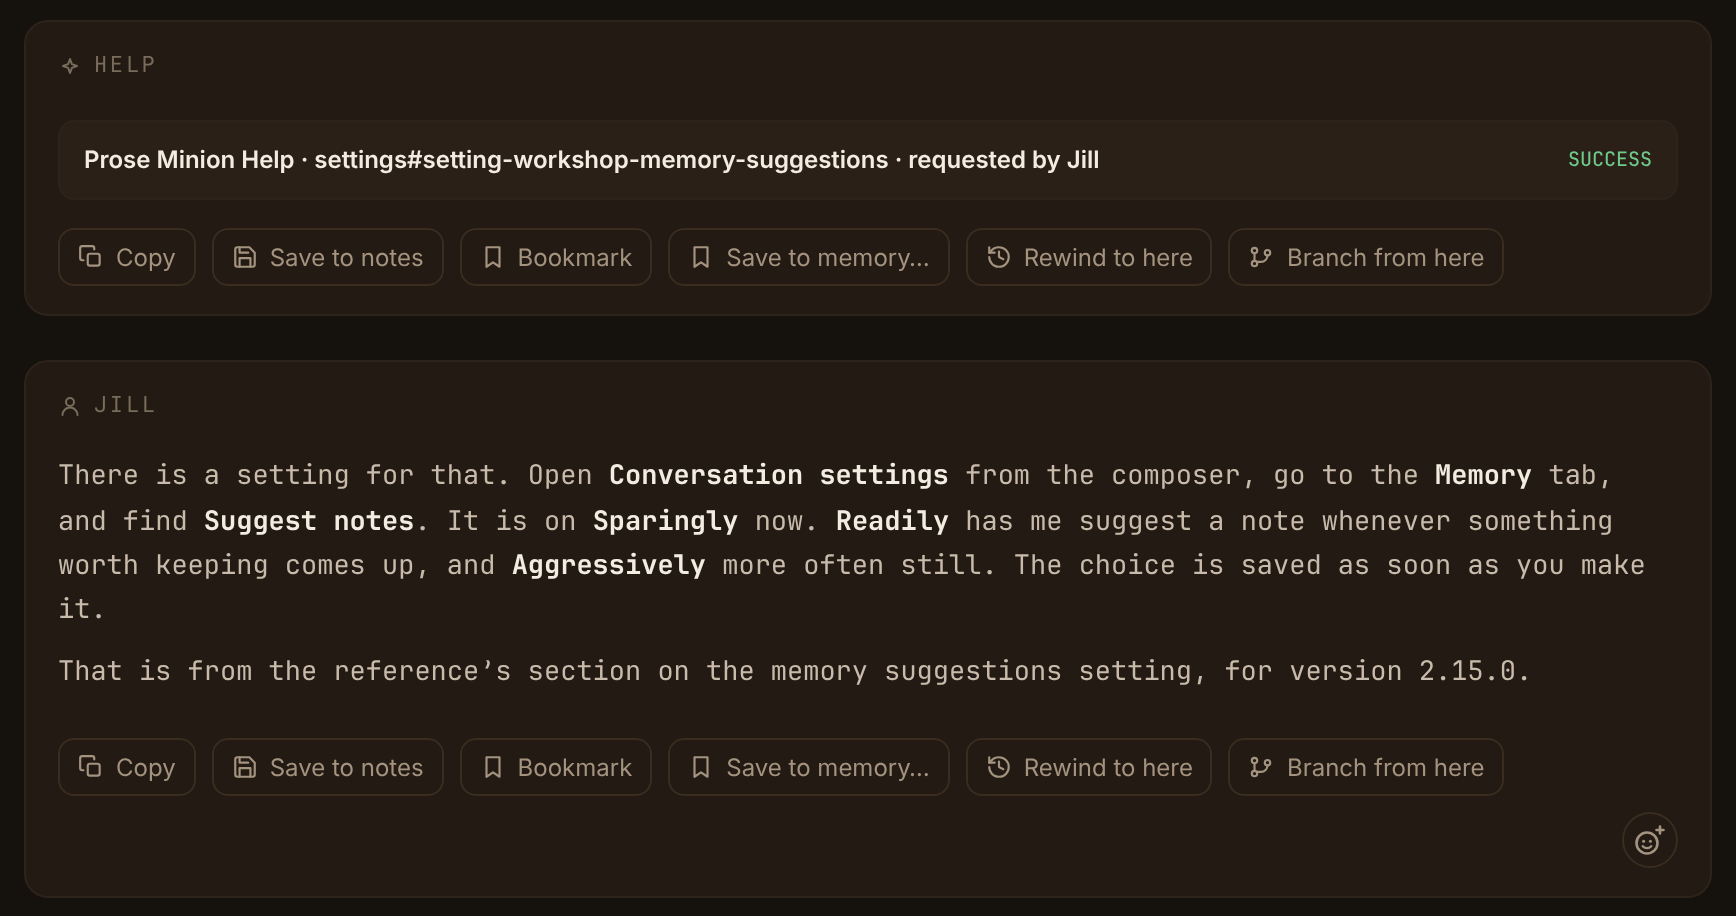 HELP
Prose Minion Help · settings#setting-workshop-memory-suggestions · requested by Jill SUCCESS
Copy Save to notes Bookmark Save to memory... Rewind to here Branch from here
JILL
There is a setting for that. Open Conversation settings from the composer, go to the Memory tab,
and find Suggest notes. It is on Sparingly now. Readily has me suggest a note whenever something
worth keeping comes up, and Aggressively more often still. The choice is saved as soon as you make
it.
That is from the reference’s section on the memory suggestions setting, for version 2.15.0.
Copy Save to notes Bookmark Save to memory... Rewind to here Branch from here